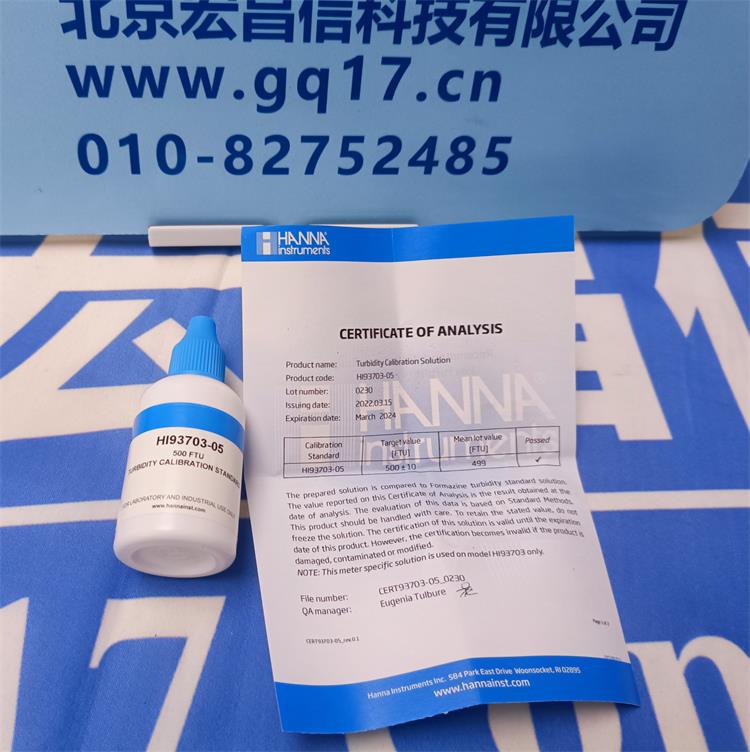 北京宏昌信科技有限公司
www.gq17.cn
010-82752485
HANNA
instruments
CERTIFICATE OF ANALYSIS
Product name: Turbidity Calibration Solution
Product code: HI93703-05
Lot number: 0230
Issuing date: 2022.03.15
Expiration date: March 2024
HANNA
instruments
Calibration Standard Target value [FTU] Mean lot value [FTU] Passed
HI93703-05 500 ± 10 499 ✓
The prepared solution is compared to Formazine turbidity standard solution.
The value reported on this Certificate of Analysis is the result obtained at the
date of analysis. The evaluation of this data is based on Standard Methods.
This product should be handled with care. To retain the stated value, do not
freeze the solution. The certification of this solution is valid until the expiration
date of this product. However, the certification becomes invalid if the product is
damaged, contaminated or modified.
NOTE: This meter specific solution is used on model HI93703 only.
File number: CERT93703-05_0230
QA manager: Eugenia Tulbure
CERT93703-05_rev.0.1
Hanna Instruments Inc. 584 Park East Drive Woonsocket, RI 02895
www.hannainst.com
HI93703-05
500 FTU
TURBIDITY CALIBRATION STANDARD
FOR LABORATORY AND INDUSTRIAL USE ONLY
www.hannainst.com